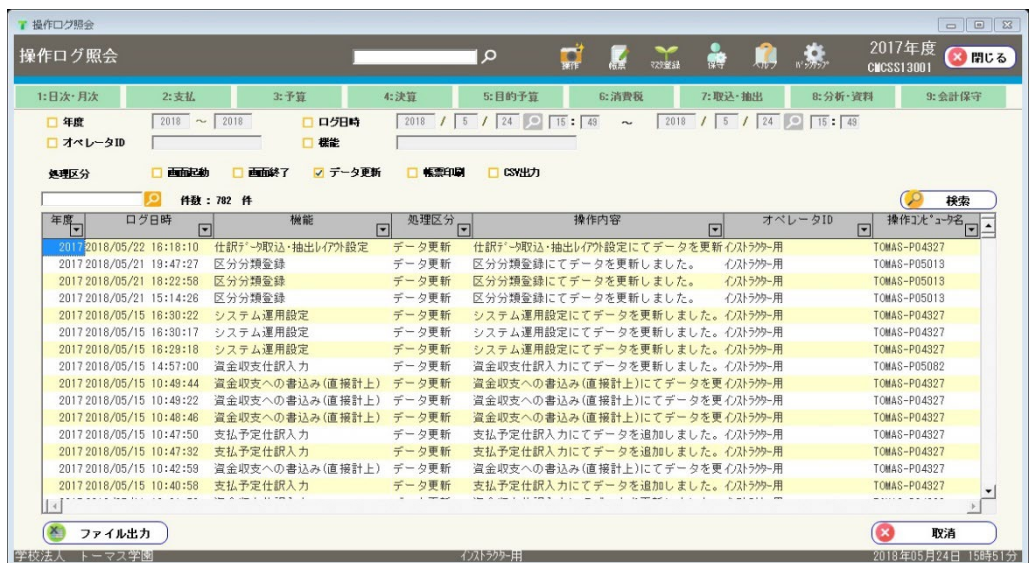 操作ログ照会
操作ログ照会 操作 帳票 マスタ登録 保守 ヘルプ ﾊﾞｯｸｱｯﾌﾟ 2017年度 CMCSS13001 閉じる
1:日次・月次 2:支払 3:予算 4:決算 5:目的予算 6:消費税 7:取込・抽出 8:分析・資料 9:会計保守
年度 2018 ～ 2018 ログ日時 2018 / 5 / 24 15 : 49 ～ 2018 / 5 / 24 15 : 49
オペレータID 機能
処理区分 画面起動 画面終了 データ更新 帳票印刷 CSV出力
件数 : 782 件 検索
年度 ログ日時 機能 処理区分 操作内容 オペレータID 操作ｺﾝﾋﾟｭｰﾀ名
2017 2018/05/22 16:18:10 仕訳ﾃﾞｰﾀ取込・抽出ﾚｲｱｳﾄ設定 データ更新 仕訳ﾃﾞｰﾀ取込・抽出ﾚｲｱｳﾄ設定にてデータを更新 ｲﾝｽﾄﾗｸﾀｰ用 TOMAS-P04327
2017 2018/05/21 19:47:27 区分分類登録 データ更新 区分分類登録にてデータを更新しました。 ｲﾝｽﾄﾗｸﾀｰ用 TOMAS-P05013
2017 2018/05/21 18:22:58 区分分類登録 データ更新 区分分類登録にてデータを更新しました。 ｲﾝｽﾄﾗｸﾀｰ用 TOMAS-P05013
2017 2018/05/21 15:14:26 区分分類登録 データ更新 区分分類登録にてデータを更新しました。 ｲﾝｽﾄﾗｸﾀｰ用 TOMAS-P05013
2017 2018/05/15 16:30:22 システム運用設定 データ更新 システム運用設定にてデータを更新しました。 ｲﾝｽﾄﾗｸﾀｰ用 TOMAS-P04327
2017 2018/05/15 16:30:17 システム運用設定 データ更新 システム運用設定にてデータを更新しました。 ｲﾝｽﾄﾗｸﾀｰ用 TOMAS-P04327
2017 2018/05/15 16:29:18 システム運用設定 データ更新 システム運用設定にてデータを更新しました。 ｲﾝｽﾄﾗｸﾀｰ用 TOMAS-P04327
2017 2018/05/15 14:57:00 資金収支仕訳入力 データ更新 資金収支仕訳入力にてデータを更新しました。 ｲﾝｽﾄﾗｸﾀｰ用 TOMAS-P05082
2017 2018/05/15 10:49:44 資金収支への書込み(直接計上) データ更新 資金収支への書込み(直接計上)にてデータを更 ｲﾝｽﾄﾗｸﾀｰ用 TOMAS-P04327
2017 2018/05/15 10:49:22 資金収支への書込み(直接計上) データ更新 資金収支への書込み(直接計上)にてデータを更 ｲﾝｽﾄﾗｸﾀｰ用 TOMAS-P04327
2017 2018/05/15 10:48:46 資金収支への書込み(直接計上) データ更新 資金収支への書込み(直接計上)にてデータを更 ｲﾝｽﾄﾗｸﾀｰ用 TOMAS-P04327
2017 2018/05/15 10:47:50 支払予定仕訳入力 データ更新 支払予定仕訳入力にてデータを追加しました。 ｲﾝｽﾄﾗｸﾀｰ用 TOMAS-P04327
2017 2018/05/15 10:47:32 支払予定仕訳入力 データ更新 支払予定仕訳入力にてデータを追加しました。 ｲﾝｽﾄﾗｸﾀｰ用 TOMAS-P04327
2017 2018/05/15 10:42:59 資金収支への書込み(直接計上) データ更新 資金収支への書込み(直接計上)にてデータを更 ｲﾝｽﾄﾗｸﾀｰ用 TOMAS-P04327
2017 2018/05/15 10:40:58 支払予定仕訳入力 データ更新 支払予定仕訳入力にてデータを追加しました。 ｲﾝｽﾄﾗｸﾀｰ用 TOMAS-P04327
ファイル出力 取消
学校法人 トーマス学園 ｲﾝｽﾄﾗｸﾀｰ用 2018年05月24日 15時51分